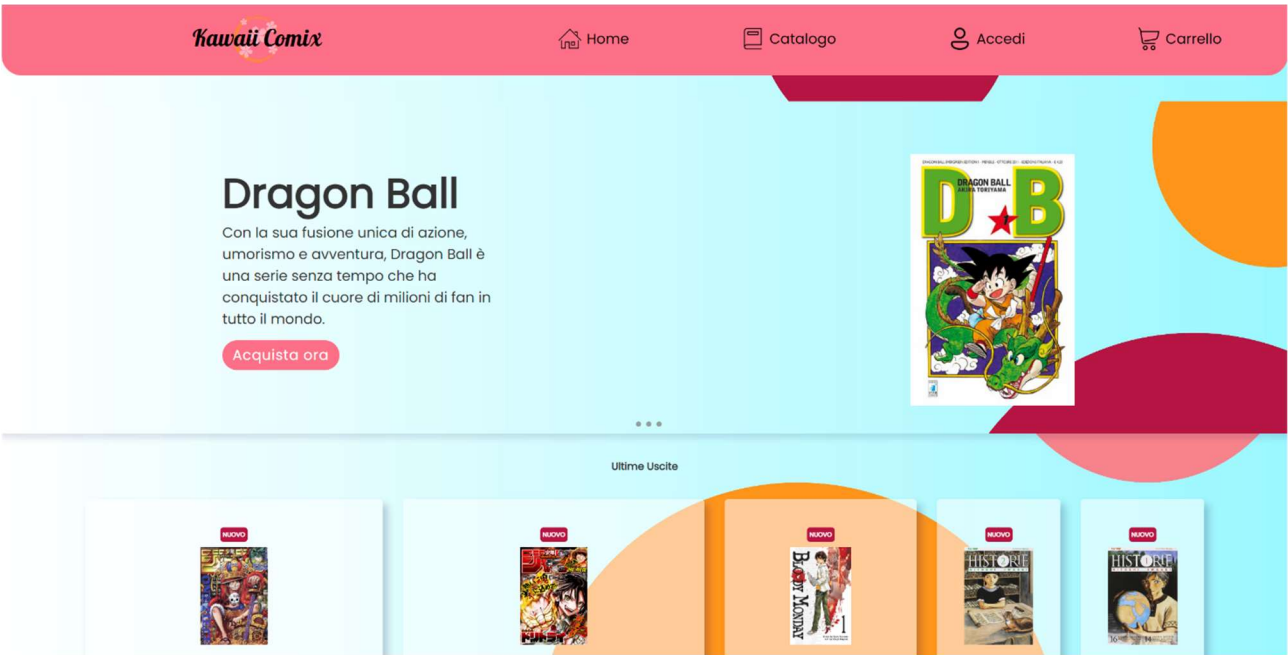 Kawaii Comix
Home
Catalogo
Accedi
Carrello
Dragon Ball
Con la sua fusione unica di azione,
umorismo e avventura, Dragon Ball è
una serie senza tempo che ha
conquistato il cuore di milioni di fan in
tutto il mondo.
Acquista ora
D B
DRAGON BALL
AKIRA TORIYAMA
1
Ultime Uscite
NUOVO
NUOVO
NUOVO
NUOVO
NUOVO
BLOODY MONDAY
1
HISTORIE
HISTORIE